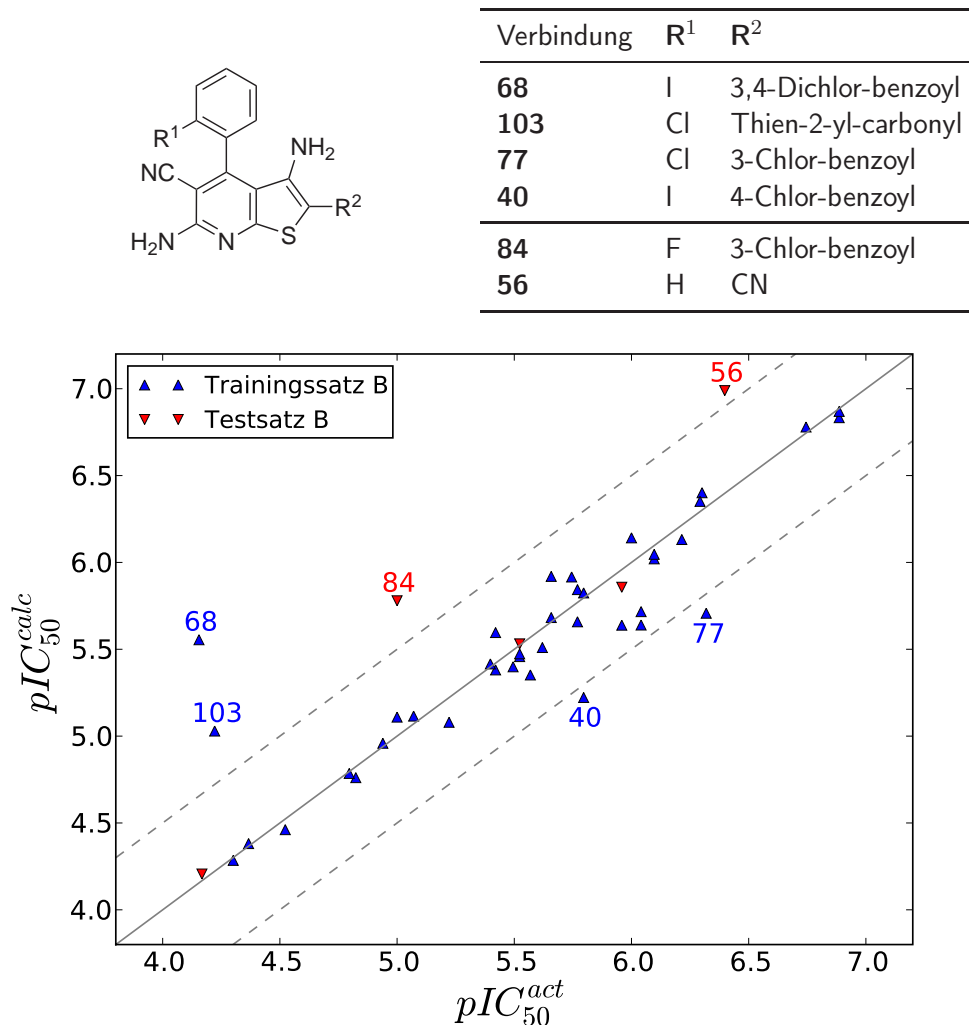 Verbindung R¹ R²
68 I 3,4-Dichlor-benzoyl
103 Cl Thien-2-yl-carbonyl
77 Cl 3-Chlor-benzoyl
40 I 4-Chlor-benzoyl
84 F 3-Chlor-benzoyl
56 H CN
R¹
NH₂
NC
R²
H₂N
N
S
Trainingssatz B
Testsatz B
56
84
68
103
77
40
7.0
6.5
6.0
5.5
5.0
4.5
4.0
pIC₅₀ᶜᵃˡᶜ
4.0 4.5 5.0 5.5 6.0 6.5 7.0
pIC₅₀ᵃᶜᵗ